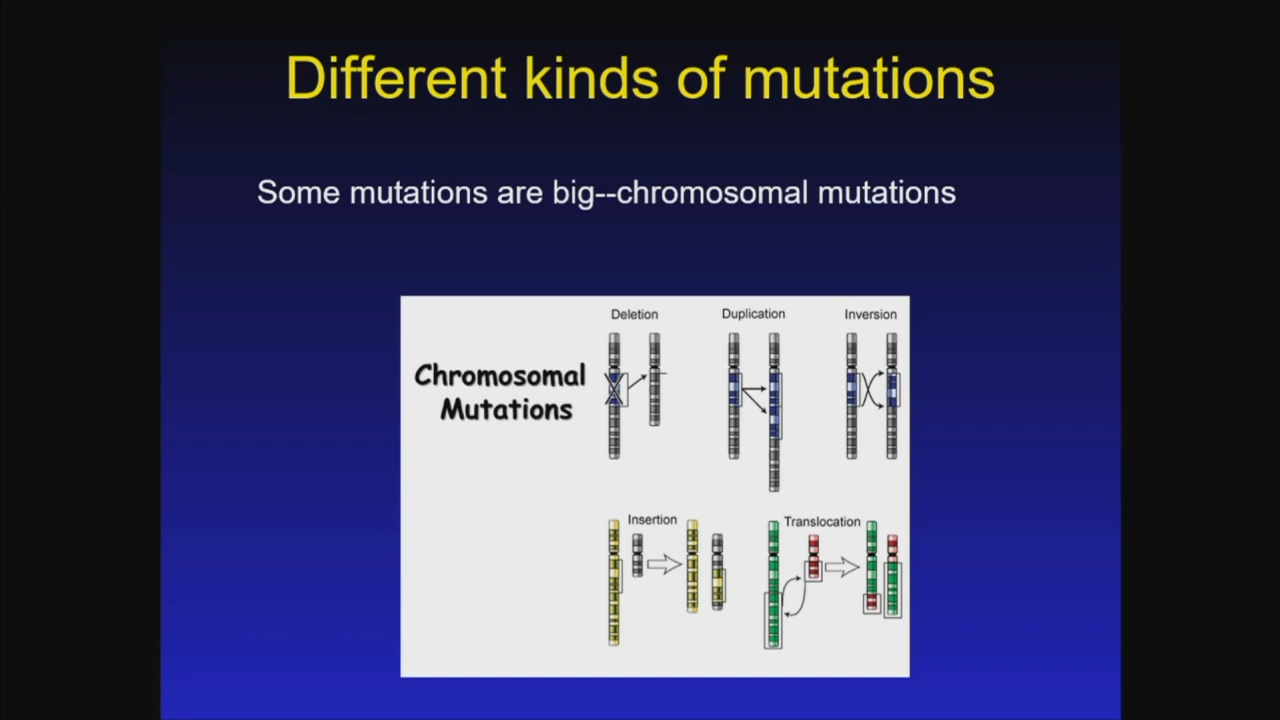 Different kinds of mutations
Some mutations are big--chromosomal mutations
Deletion
Duplication
Inversion
Chromosomal
Mutations
Insertion
Translocation